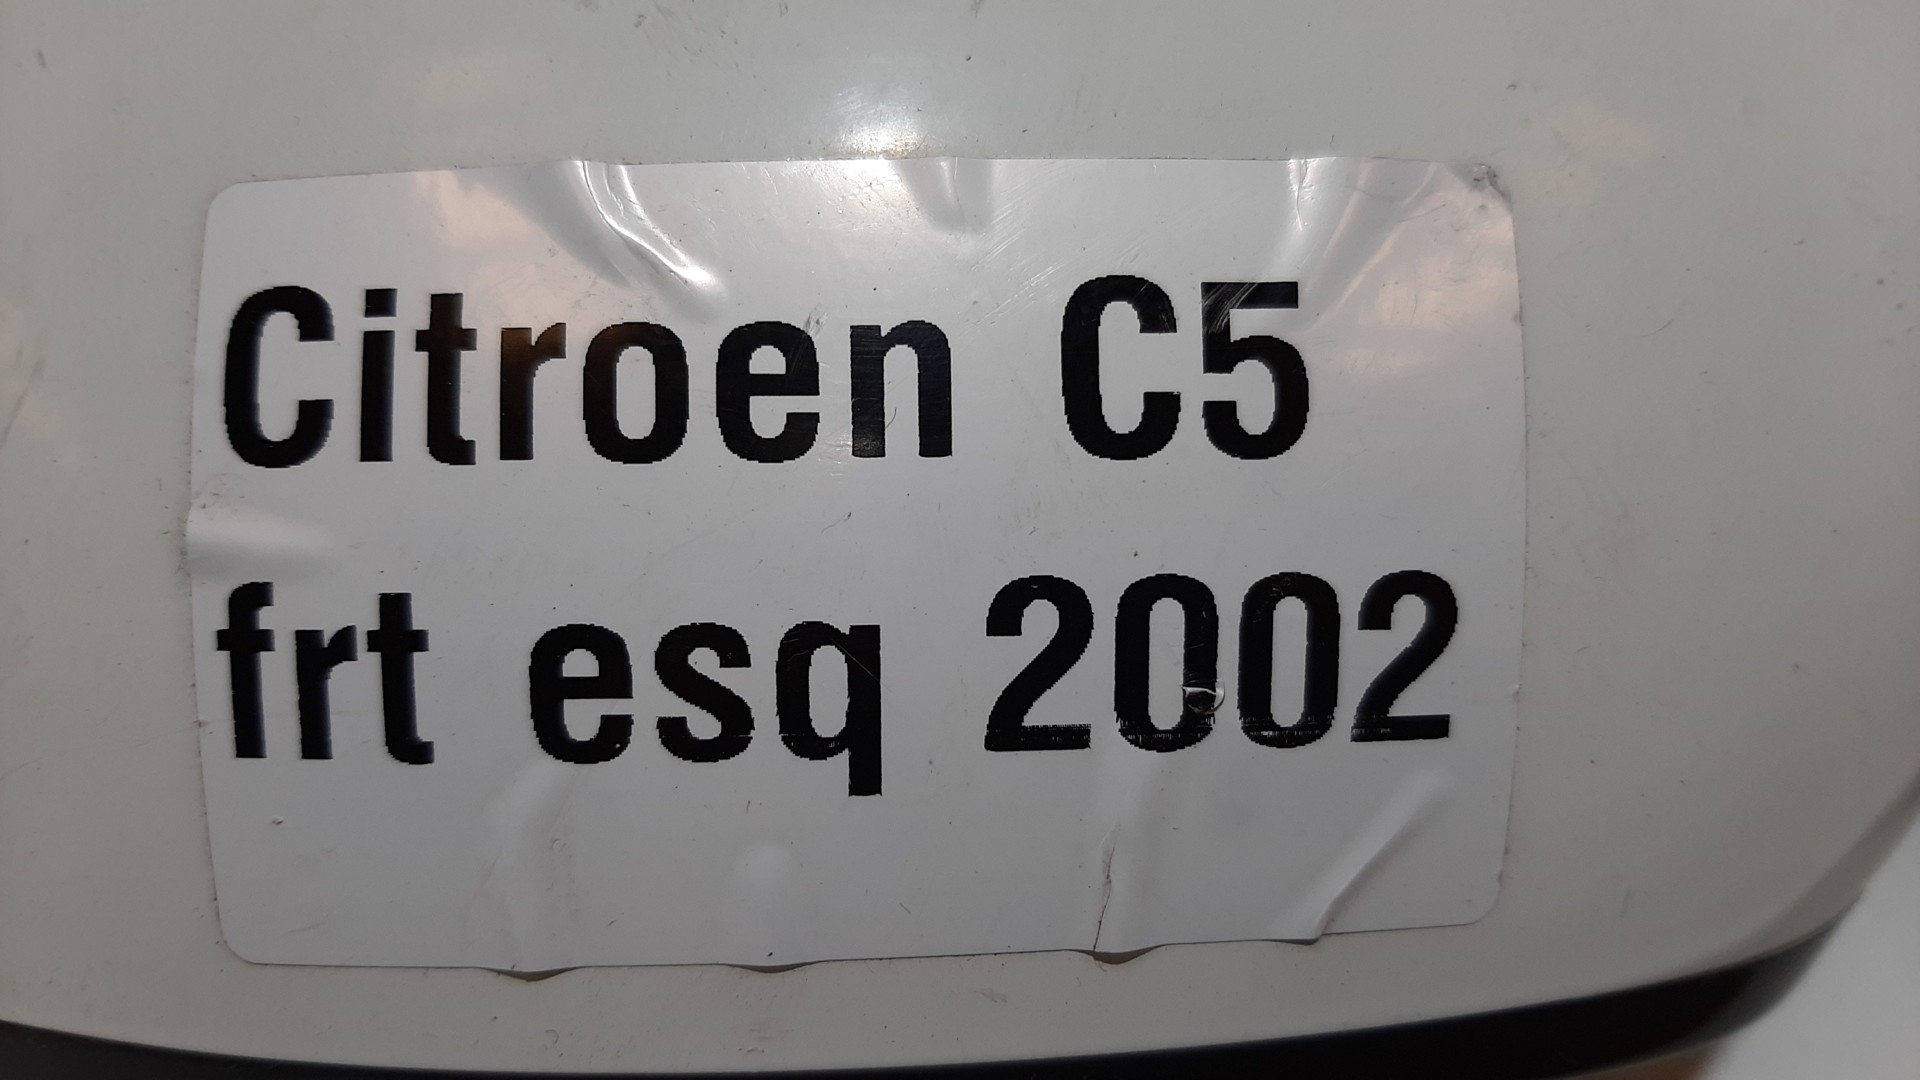 Citroen C5
frt esq 2002